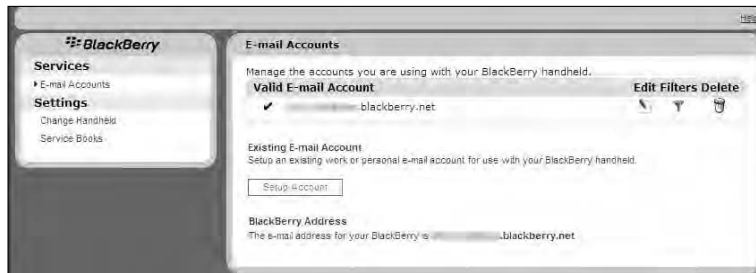 Help
BlackBerry
Services
E-mail Accounts
Settings
Change Handheld
Service Books
E-mail Accounts
Manage the accounts you are using with your BlackBerry handheld.
Valid E-mail Account Edit Filters Delete
.blackberry.net
Existing E-mail Account
Setup an existing work or personal e-mail account for use with your BlackBerry handheld.
Setup Account
BlackBerry Address
The e-mail address for your BlackBerry is .blackberry.net